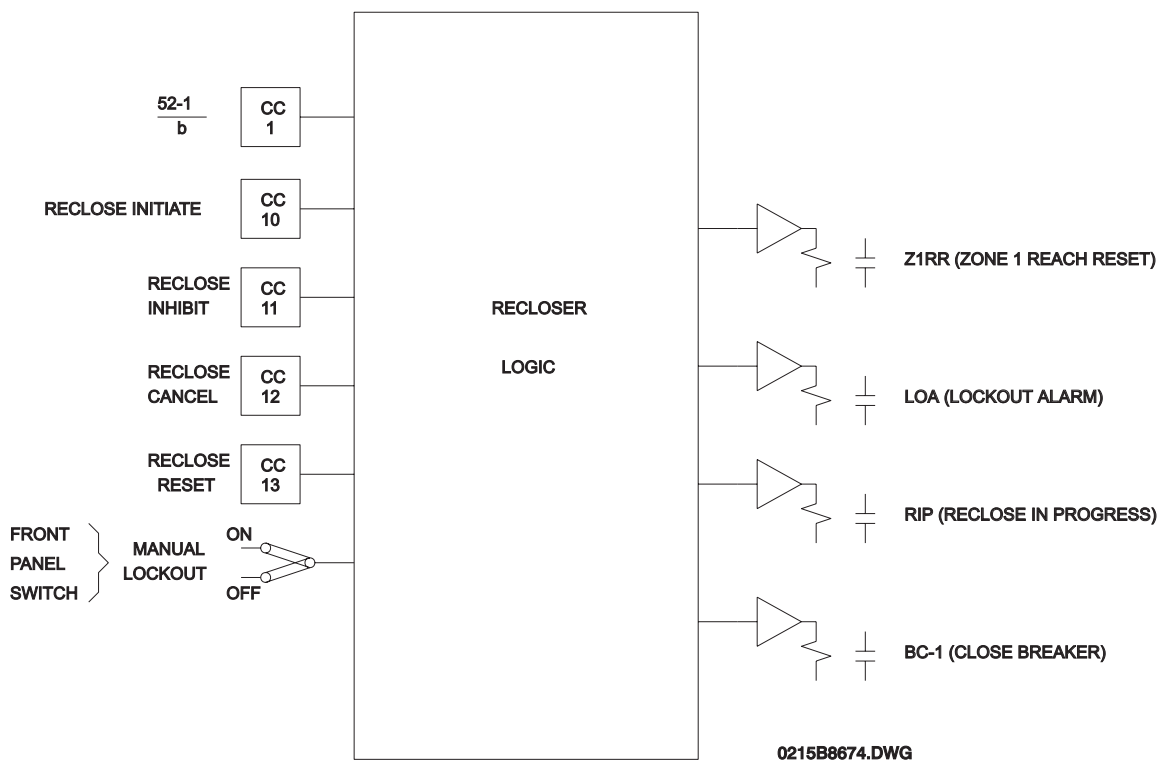 52-1
b
CC
1
RECLOSE INITIATE
CC
10
RECLOSE
INHIBIT
CC
11
RECLOSE
CANCEL
CC
12
RECLOSE
RESET
CC
13
FRONT
PANEL
SWITCH
MANUAL
LOCKOUT
ON
OFF
RECLOSER
LOGIC
Z1RR (ZONE 1 REACH RESET)
LOA (LOCKOUT ALARM)
RIP (RECLOSE IN PROGRESS)
BC-1 (CLOSE BREAKER)
0215B8674.DWG